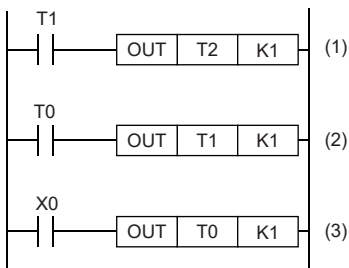 T1
OUT T2 K1 (1)
T0
OUT T1 K1 (2)
X0
OUT T0 K1 (3)